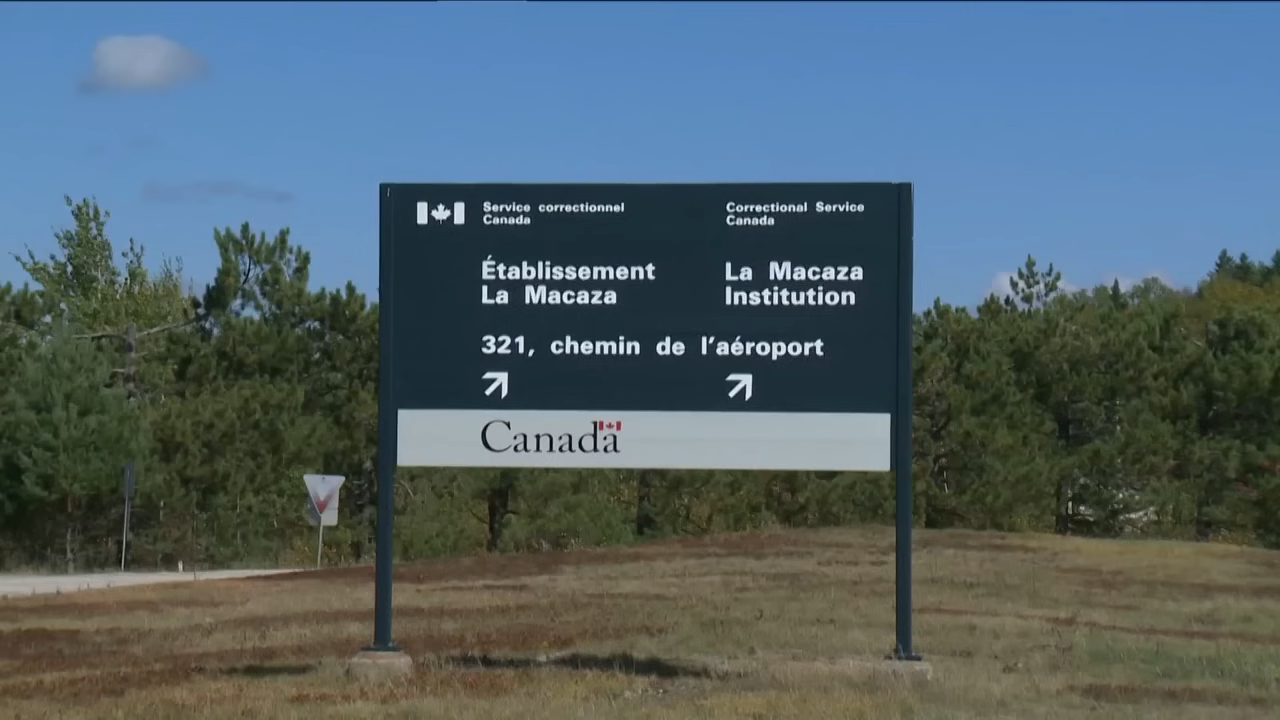 Service correctionnel
Canada
Correctional Service
Canada
Établissement
La Macaza
La Macaza
Institution
321, chemin de l'aéroport
Canada